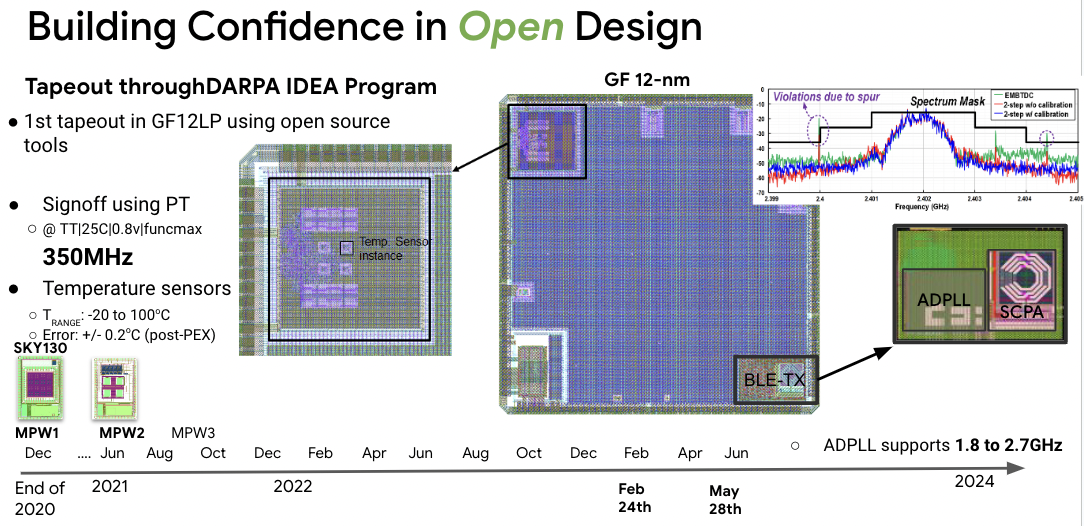 Building Confidence in Open Design
Tapeout throughDARPA IDEA Program
● 1st tapeout in GF12LP using open source
tools
● Signoff using PT
○ @ TT|25C|0.8v|funcmax
350MHz
● Temperature sensors
○ TRANGE: -20 to 100°C
○ Error: +/- 0.2°C (post-PEX)
Temp. Sensor
instance
GF 12-nm
BLE-TX
Violations due to spur
Spectrum Mask
EMBTDC
2-step w/o calibration
2-step w/ calibration
0
-10
-20
-30
-40
-50
-60
-70
2.399 2.4 2.401 2.402 2.403 2.404 2.405
Frequency (GHz)
ADPLL
SCPA
○ ADPLL supports 1.8 to 2.7GHz
SKY130
MPW1 MPW2 MPW3
Dec .... Jun Aug Oct Dec Feb Apr Jun Aug Oct Dec Feb Apr Jun
End of
2020
2021
2022
Feb
24th
May
28th
2024